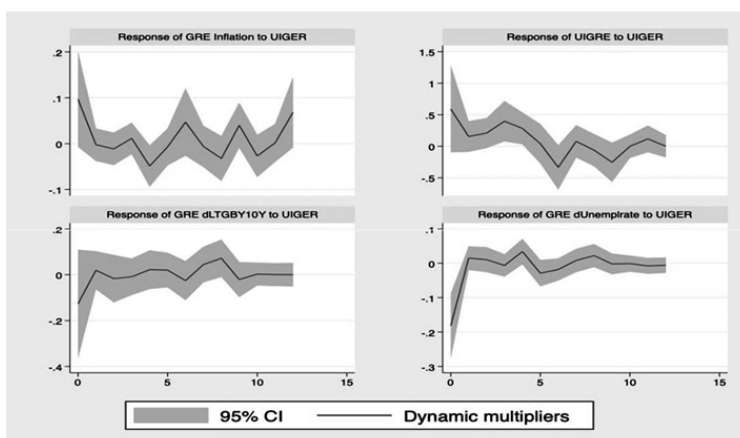 Response of GRE Inflation to UIGER
.2
.1
0
-.1
Response of UIGRE to UIGER
1.5
1
.5
0
-.5
Response of GRE dLTGBY10Y to UIGER
.2
0
-.2
-.4
0 5 10 15
Response of GRE dUnemplrate to UIGER
.1
0
-.1
-.2
-.3
0 5 10 15
95% CI Dynamic multipliers